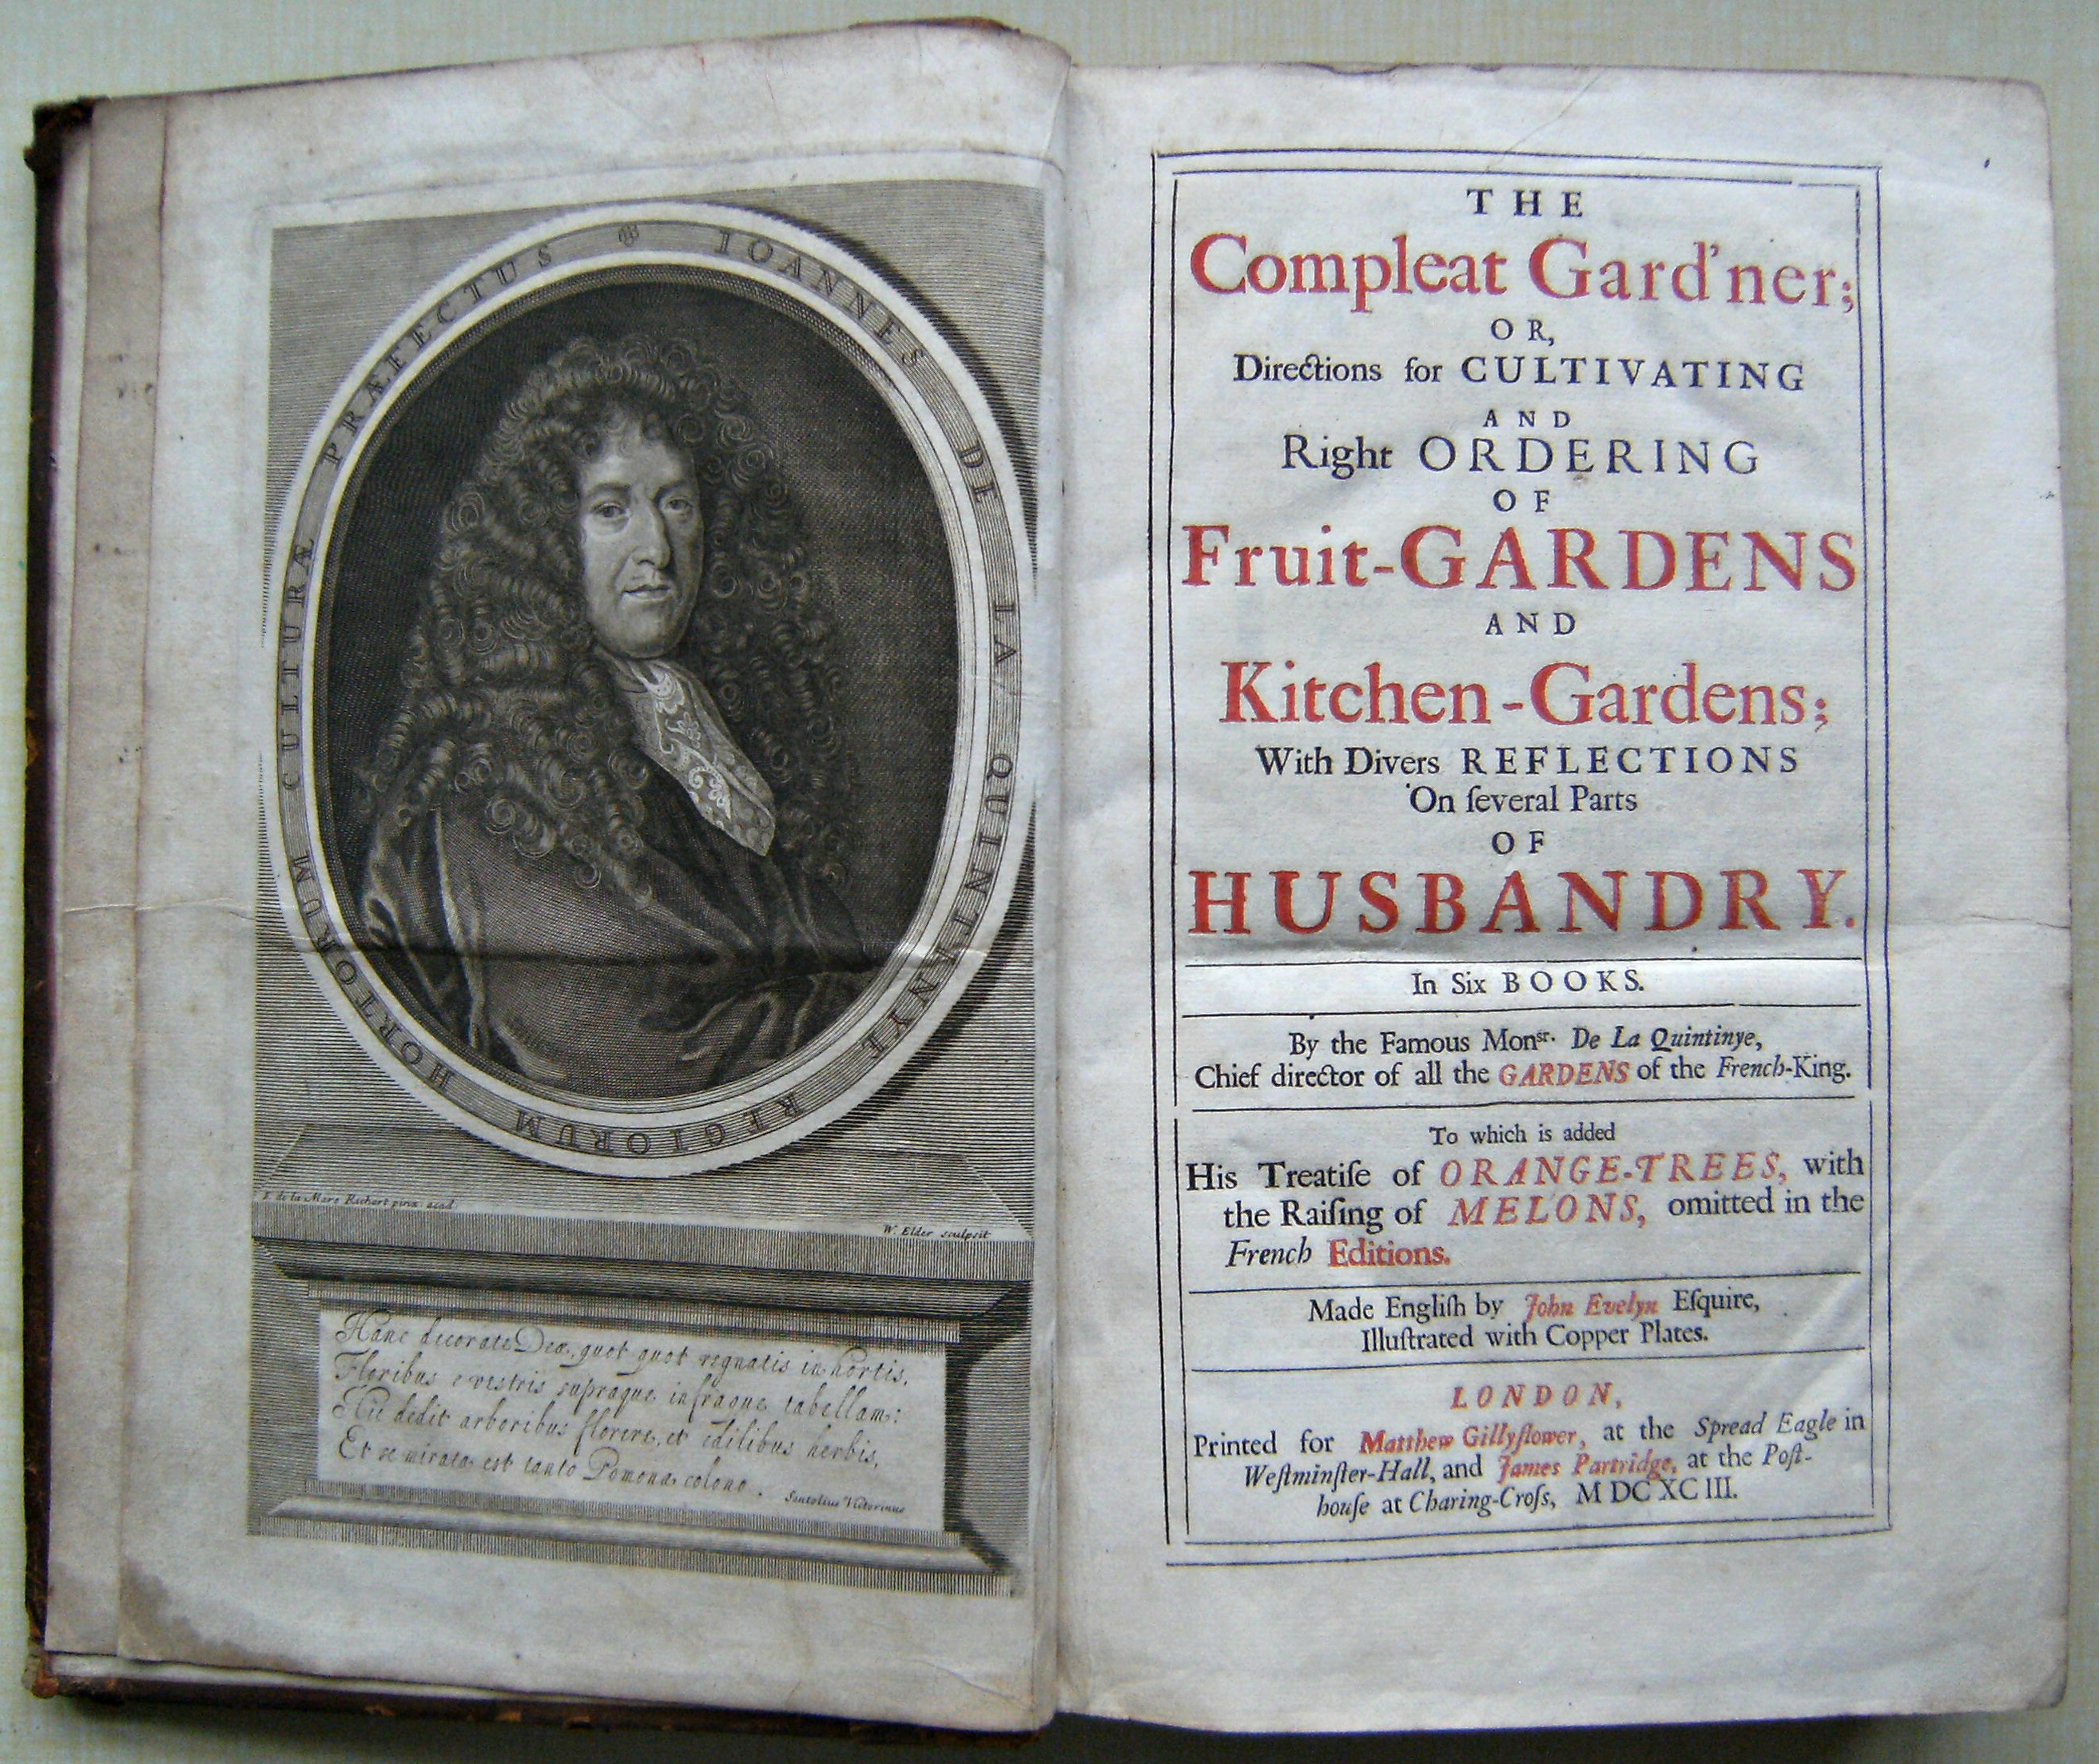 IOANNES DE LA QUINTINYE REGIORUM HORTORUM CULTURÆ PRÆFECTUS
W. Elder sculpsit
Hanc decorate Deæ, quot quot regnatis in hortis,
Floribus e vestris supraque infraque tabellam:
Hic dedit arboribus florere, et edilibus herbis,
Et se mirata est tanto Pomona colono.
Santolius Victorinus
THE
Compleat Gard'ner;
OR,
Directions for CULTIVATING
AND
Right ORDERING
OF
Fruit-GARDENS
AND
Kitchen-Gardens;
With Divers REFLECTIONS
On ſeveral Parts
OF
HUSBANDRY.
In Six BOOKS.
By the Famous Monsr. De La Quintinye,
Chief director of all the GARDENS of the French-King.
To which is added
His Treatiſe of ORANGE-TREES, with
the Raiſing of MELONS, omitted in the
French Editions.
Made Engliſh by John Evelyn Eſquire,
Illuſtrated with Copper Plates.
LONDON,
Printed for Matthew Gillyflower, at the Spread Eagle in
Weſtminſter-Hall, and James Partridge, at the Poſt-
houſe at Charing-Croſs, M DC XC III.